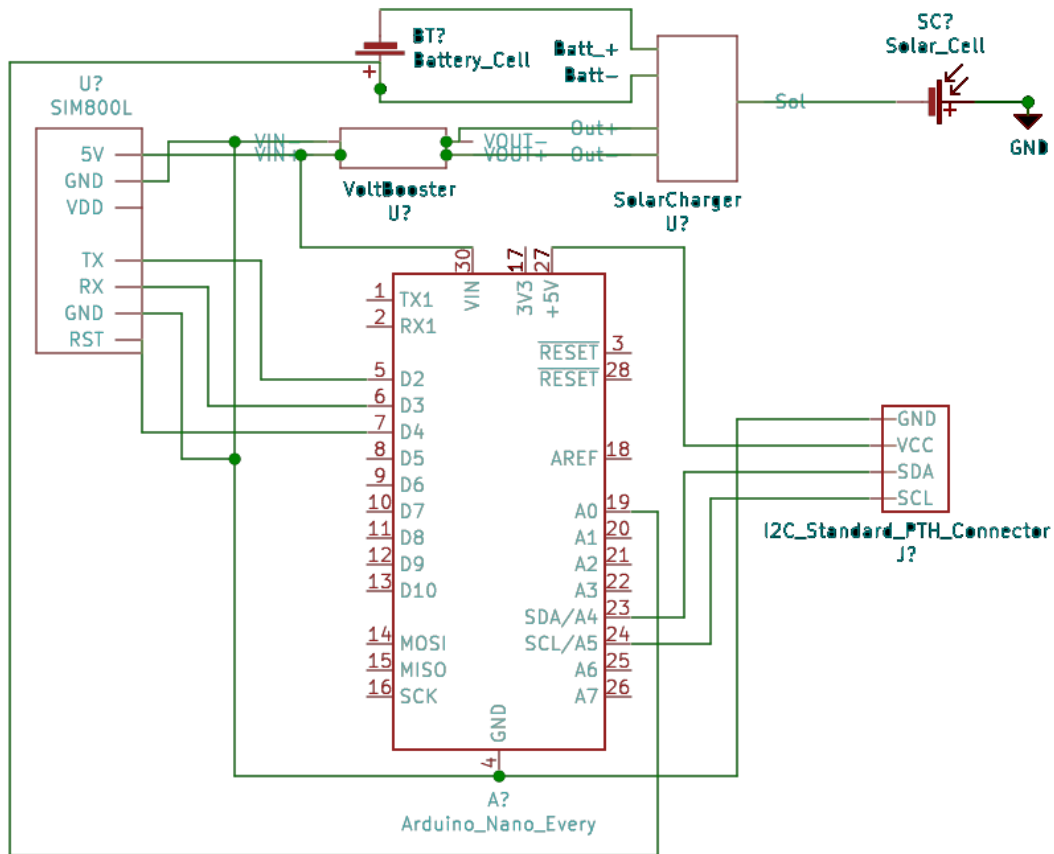 SC?
Solar_Cell
BT?
Battery_Cell
+
Batt_+
Batt-
Sol
+
GND
U?
SIM800L
5V
GND
VDD
TX
RX
GND
RST
VIN-
VIN+
VOUT-
VOUT+
Out+
Out-
VoltBooster
U?
SolarCharger
U?
30
VIN
17
3V3
27
+5V
1 TX1
2 RX1
5 D2
6 D3
7 D4
8 D5
9 D6
10 D7
11 D8
12 D9
13 D10
14 MOSI
15 MISO
16 SCK
RESET 3
RESET 28
AREF 18
A0 19
A1 20
A2 21
A3 22
SDA/A4 23
SCL/A5 24
A6 25
A7 26
GND
4
A?
Arduino_Nano_Every
GND
VCC
SDA
SCL
I2C_Standard_PTH_Connector
J?